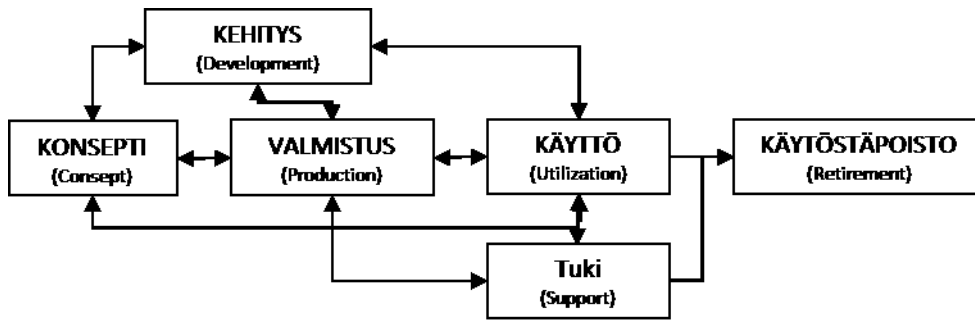 KEHITYS
(Development)
KONSEPTI
(Consept)
VALMISTUS
(Production)
KÄYTTÖ
(Utilization)
KÄYTÖSTÄPOISTO
(Retirement)
Tuki
(Support)